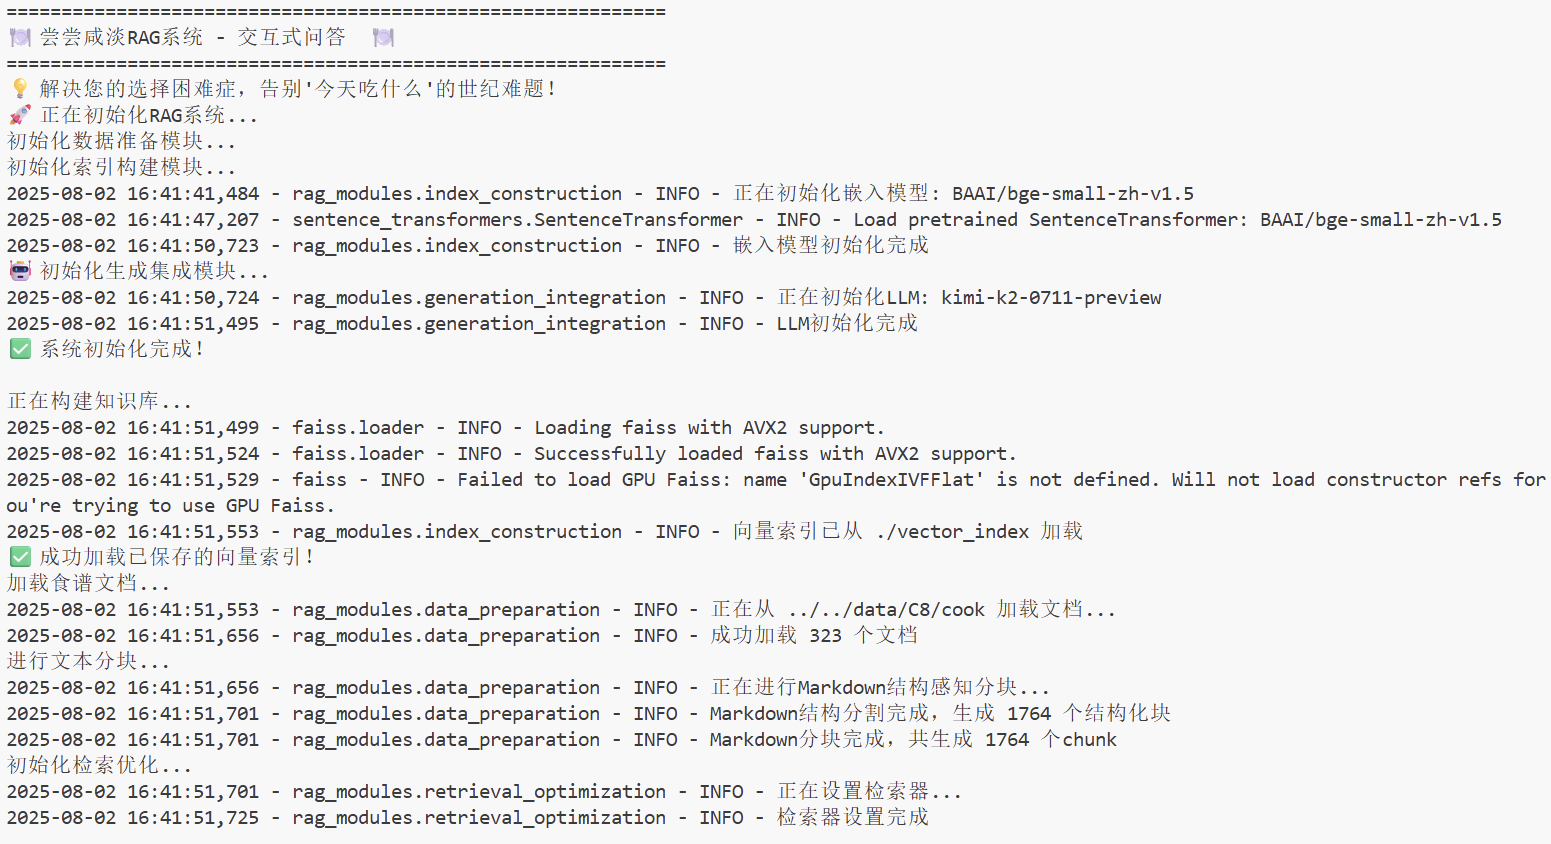 ============================================================
🍽️ 尝尝咸淡RAG系统 - 交互式问答 🍽️
============================================================
💡 解决您的选择困难症，告别'今天吃什么'的世纪难题！
🚀 正在初始化RAG系统...
初始化数据准备模块...
初始化索引构建模块...
2025-08-02 16:41:41,484 - rag_modules.index_construction - INFO - 正在初始化嵌入模型: BAAI/bge-small-zh-v1.5
2025-08-02 16:41:47,207 - sentence_transformers.SentenceTransformer - INFO - Load pretrained SentenceTransformer: BAAI/bge-small-zh-v1.5
2025-08-02 16:41:50,723 - rag_modules.index_construction - INFO - 嵌入模型初始化完成
🤖 初始化生成集成模块...
2025-08-02 16:41:50,724 - rag_modules.generation_integration - INFO - 正在初始化LLM: kimi-k2-0711-preview
2025-08-02 16:41:51,495 - rag_modules.generation_integration - INFO - LLM初始化完成
✅ 系统初始化完成！
正在构建知识库...
2025-08-02 16:41:51,499 - faiss.loader - INFO - Loading faiss with AVX2 support.
2025-08-02 16:41:51,524 - faiss.loader - INFO - Successfully loaded faiss with AVX2 support.
2025-08-02 16:41:51,529 - faiss - INFO - Failed to load GPU Faiss: name 'GpuIndexIVFFlat' is not defined. Will not load constructor refs for
ou're trying to use GPU Faiss.
2025-08-02 16:41:51,553 - rag_modules.index_construction - INFO - 向量索引已从 ./vector_index 加载
✅ 成功加载已保存的向量索引！
加载食谱文档...
2025-08-02 16:41:51,553 - rag_modules.data_preparation - INFO - 正在从 ../../data/C8/cook 加载文档...
2025-08-02 16:41:51,656 - rag_modules.data_preparation - INFO - 成功加载 323 个文档
进行文本分块...
2025-08-02 16:41:51,656 - rag_modules.data_preparation - INFO - 正在进行Markdown结构感知分块...
2025-08-02 16:41:51,701 - rag_modules.data_preparation - INFO - Markdown结构分割完成，生成 1764 个结构化块
2025-08-02 16:41:51,701 - rag_modules.data_preparation - INFO - Markdown分块完成，共生成 1764 个chunk
初始化检索优化...
2025-08-02 16:41:51,701 - rag_modules.retrieval_optimization - INFO - 正在设置检索器...
2025-08-02 16:41:51,725 - rag_modules.retrieval_optimization - INFO - 检索器设置完成